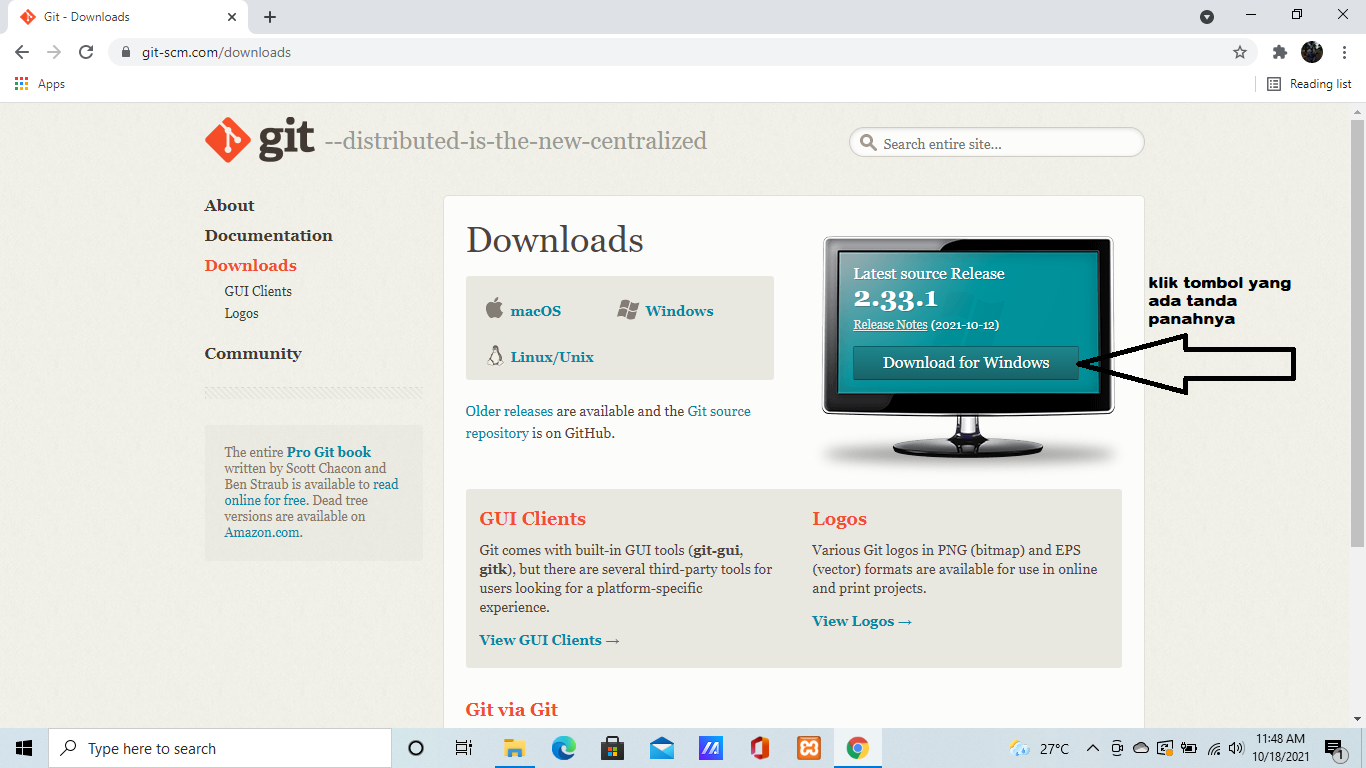 Git - Downloads
git-scm.com/downloads
Apps
Reading list
git --distributed-is-the-new-centralized
Search entire site...
About
Documentation
Downloads
GUI Clients
Logos
Community
The entire Pro Git book
written by Scott Chacon and
Ben Straub is available to read
online for free. Dead tree
versions are available on
Amazon.com.
Downloads
macOS
Windows
Linux/Unix
Older releases are available and the Git source
repository is on GitHub.
Latest source Release
2.33.1
Release Notes (2021-10-12)
Download for Windows
klik tombol yang
ada tanda
panahnya
GUI Clients
Git comes with built-in GUI tools (git-gui,
gitk), but there are several third-party tools for
users looking for a platform-specific
experience.
View GUI Clients →
Logos
Various Git logos in PNG (bitmap) and EPS
(vector) formats are available for use in online
and print projects.
View Logos →
Git via Git
Type here to search
27°C
11:48 AM
10/18/2021
1